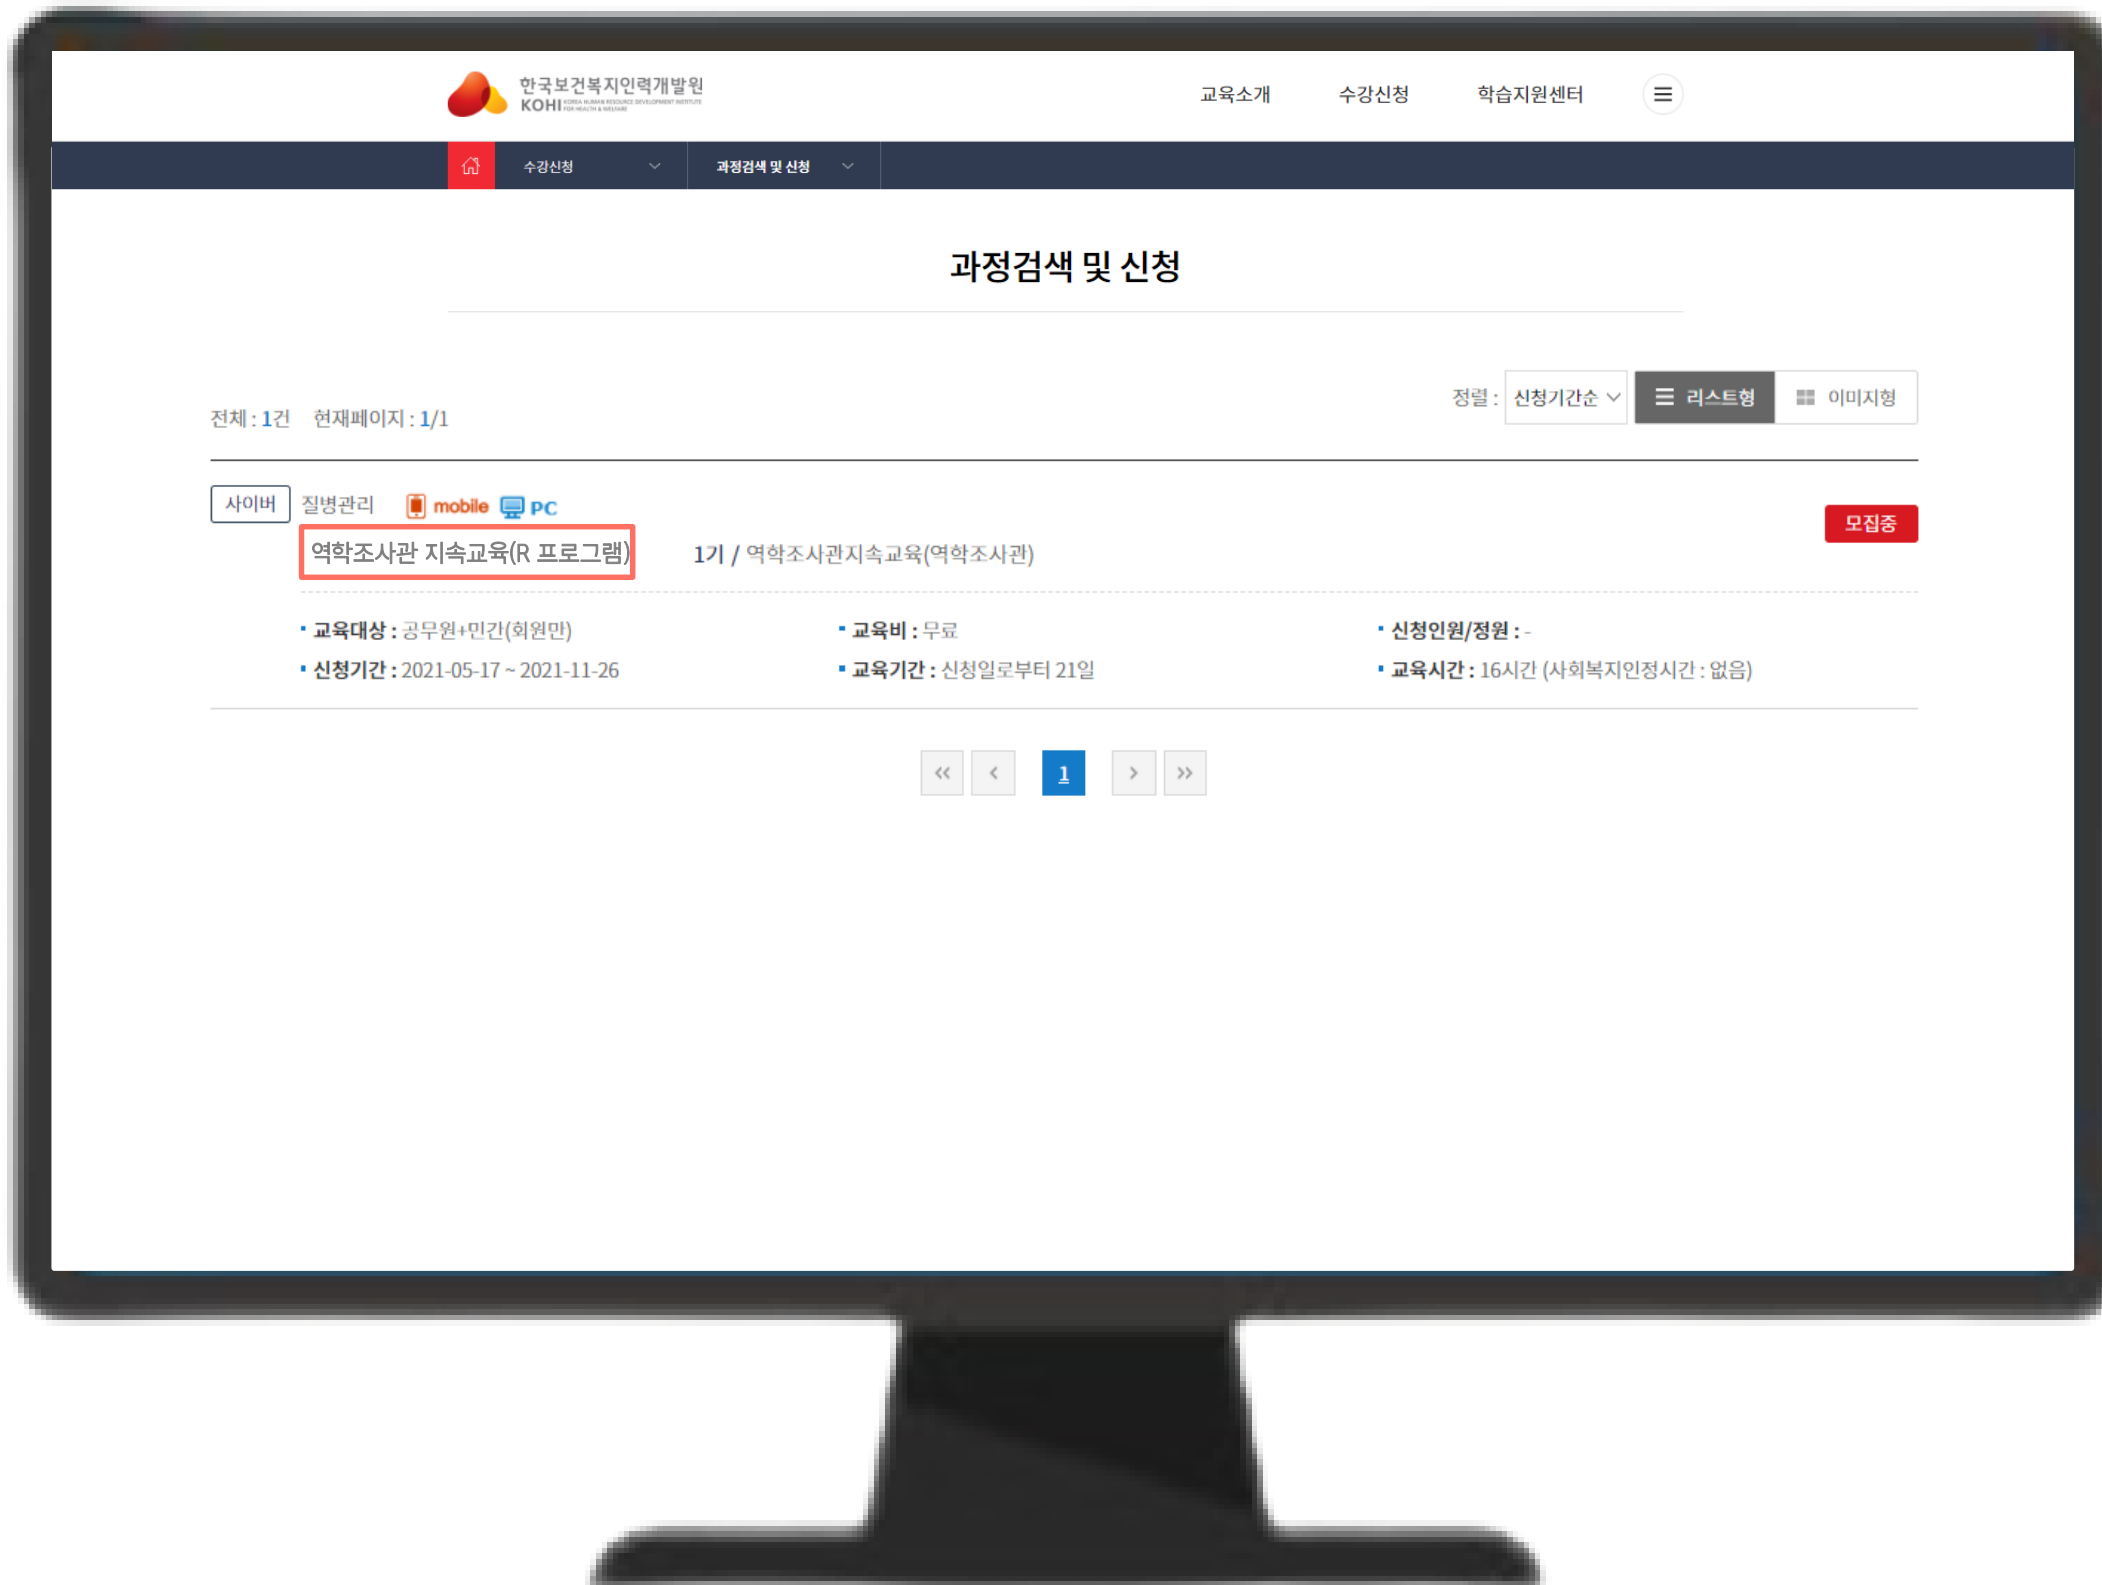 한국보건복지인력개발원
KOHI KOREA HUMAN RESOURCE DEVELOPMENT INSTITUTE
FOR HEALTH & WELFARE
교육소개 수강신청 학습지원센터
수강신청 과정검색 및 신청
과정검색 및 신청
전체 : 1건 현재페이지 : 1/1
정렬 : 신청기간순 리스트형 이미지형
사이버 질병관리 mobile PC
모집중
역학조사관 지속교육(R 프로그램) 1기 / 역학조사관지속교육(역학조사관)
교육대상 : 공무원+민간(회원만) 교육비 : 무료 신청인원/정원 : -
신청기간 : 2021-05-17 ~ 2021-11-26 교육기간 : 신청일로부터 21일 교육시간 : 16시간 (사회복지인정시간 : 없음)
1